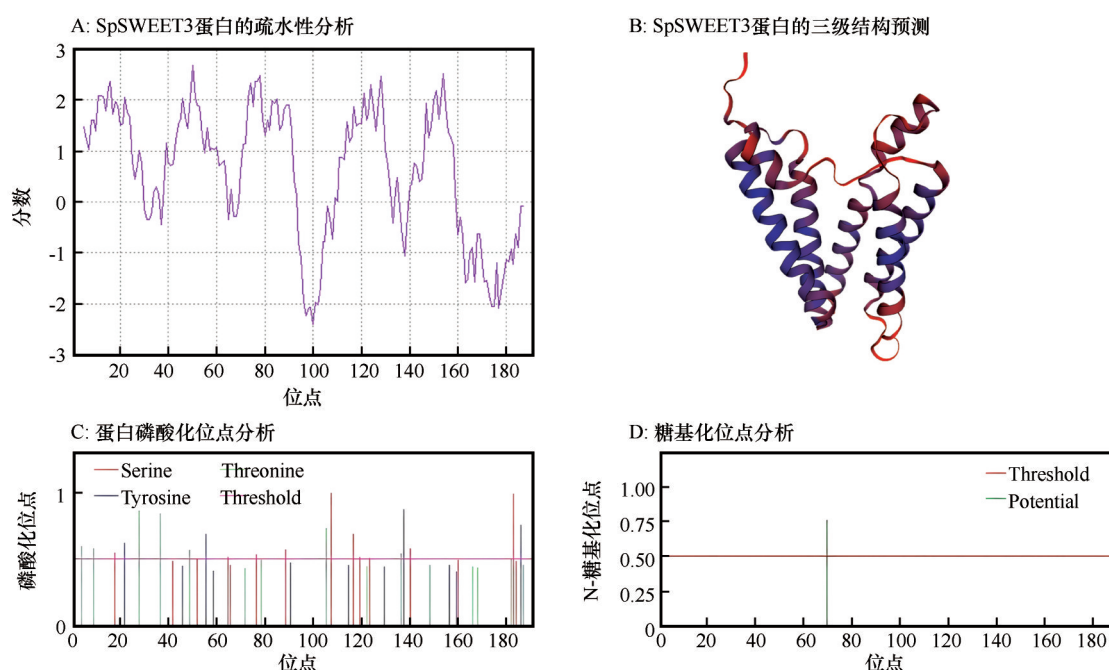 A: SpSWEET3蛋白的疏水性分析
B: SpSWEET3蛋白的三级结构预测
3
2
1
0
-1
-2
-3
分数
20 40 60 80 100 120 140 160 180
位点
C: 蛋白磷酸化位点分析
Serine Threonine
Tyrosine Threshold
1
0
磷酸化位点
0 20 40 60 80 100 120 140 160 180
位点
D: 糖基化位点分析
Threshold
Potential
1.00
0.75
0.50
0.25
0
N-糖基化位点
0 20 40 60 80 100 120 140 160 180
位点